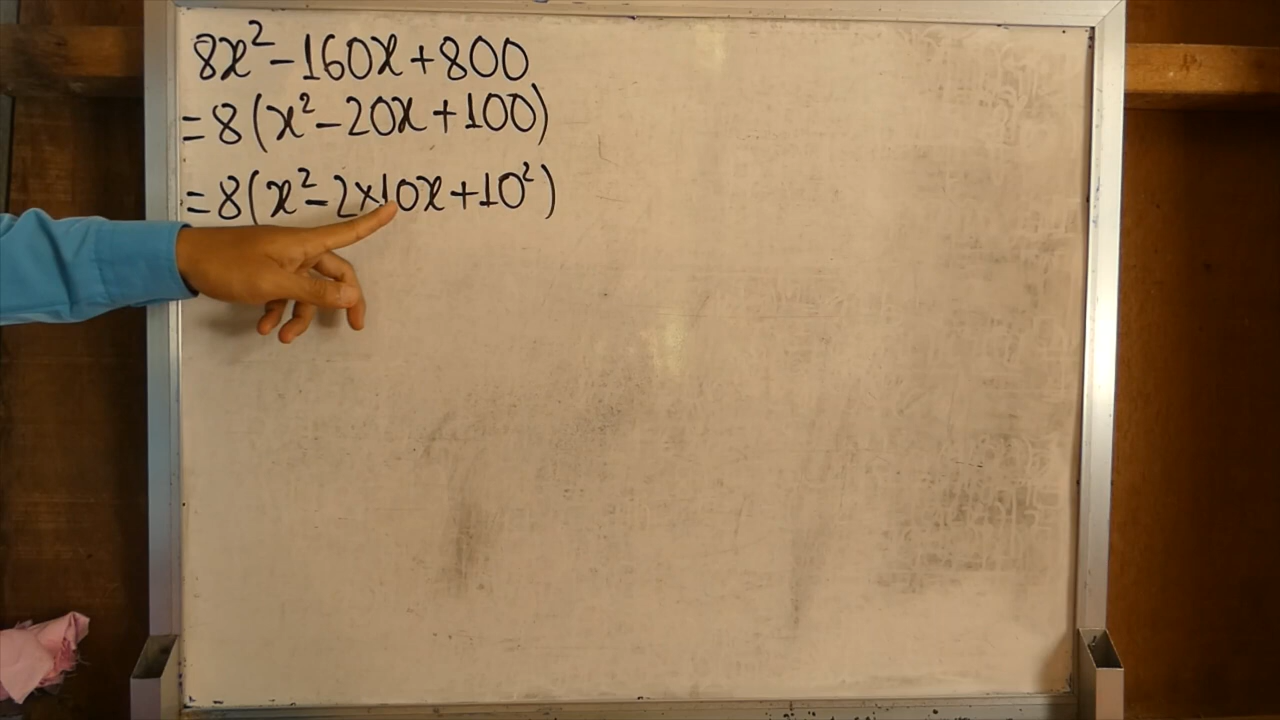 8x² - 160x + 800
= 8(x² - 20x + 100)
= 8(x² - 2×10x + 10²)